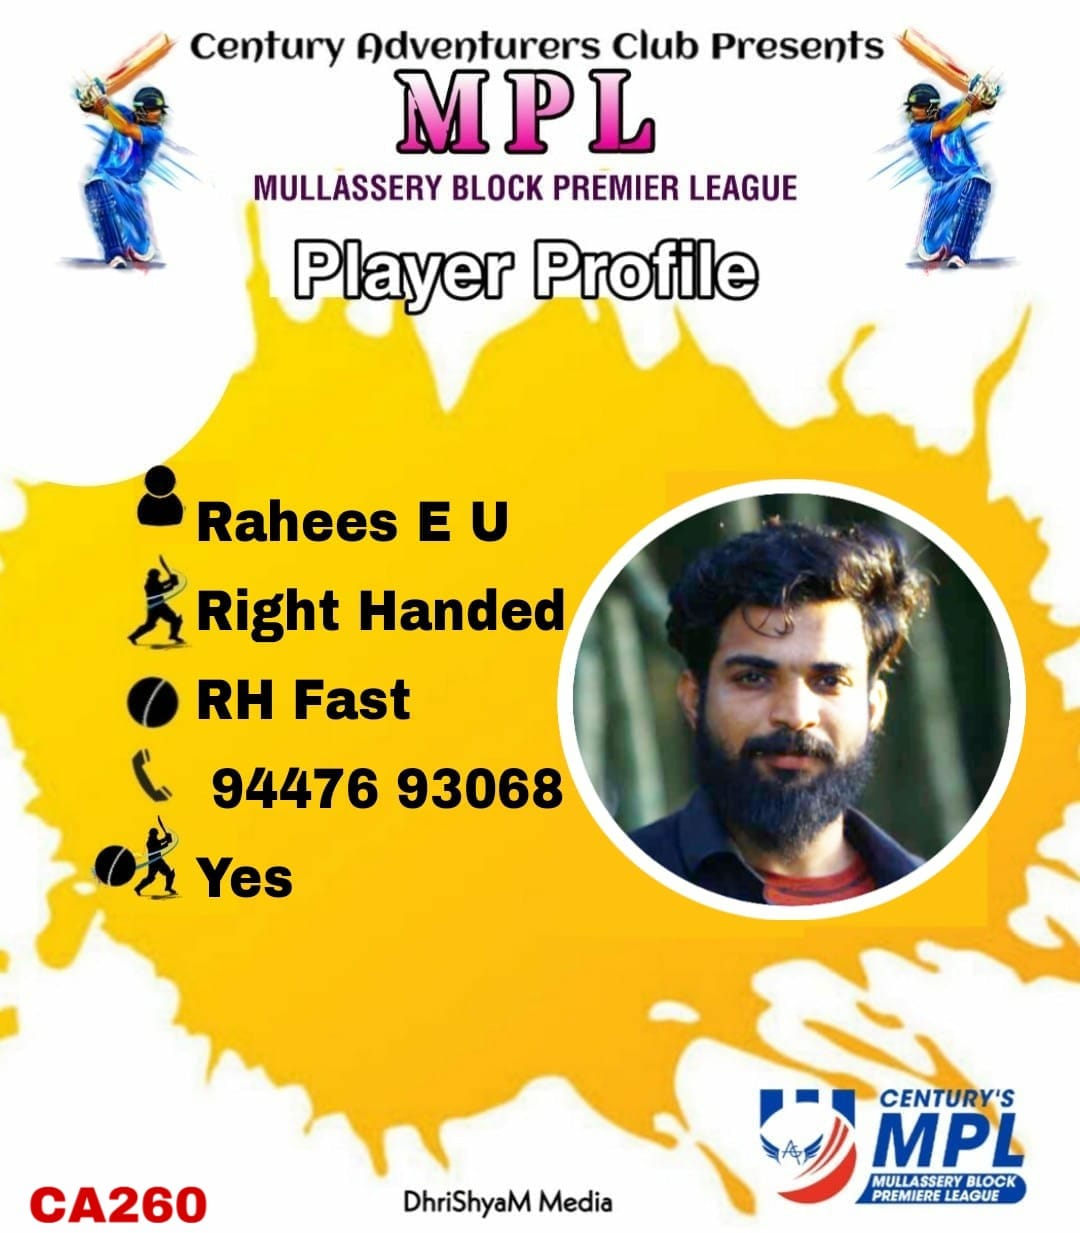 Century Adventurers Club Presents
MPL
MULLASSERY BLOCK PREMIER LEAGUE
Player Profile
Rahees E U
Right Handed
RH Fast
94476 93068
Yes
CENTURY'S
MPL
MULLASSERY BLOCK
PREMIERE LEAGUE
CA260
DhriShyaM Media